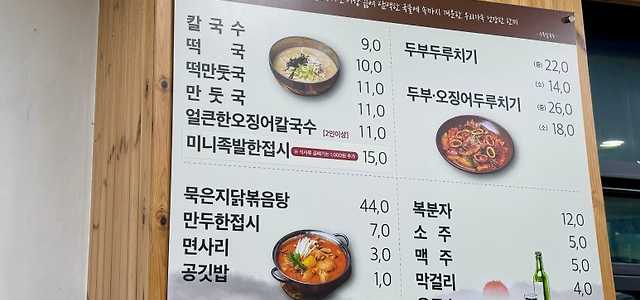 칼국수 9,0
떡국 10,0
떡만둣국 11,0
만둣국 11,0
얼큰한오징어칼국수 [2인이상] 11,0
미니족발한접시 15,0
두부두루치기 (중) 22,0
(소) 14,0
두부·오징어두루치기 (중) 26,0
(소) 18,0
묵은지닭볶음탕 44,0
만두한접시 7,0
면사리 3,0
공깃밥 1,0
복분자 12,0
소주 5,0
맥주 5,0
막걸리 4,0